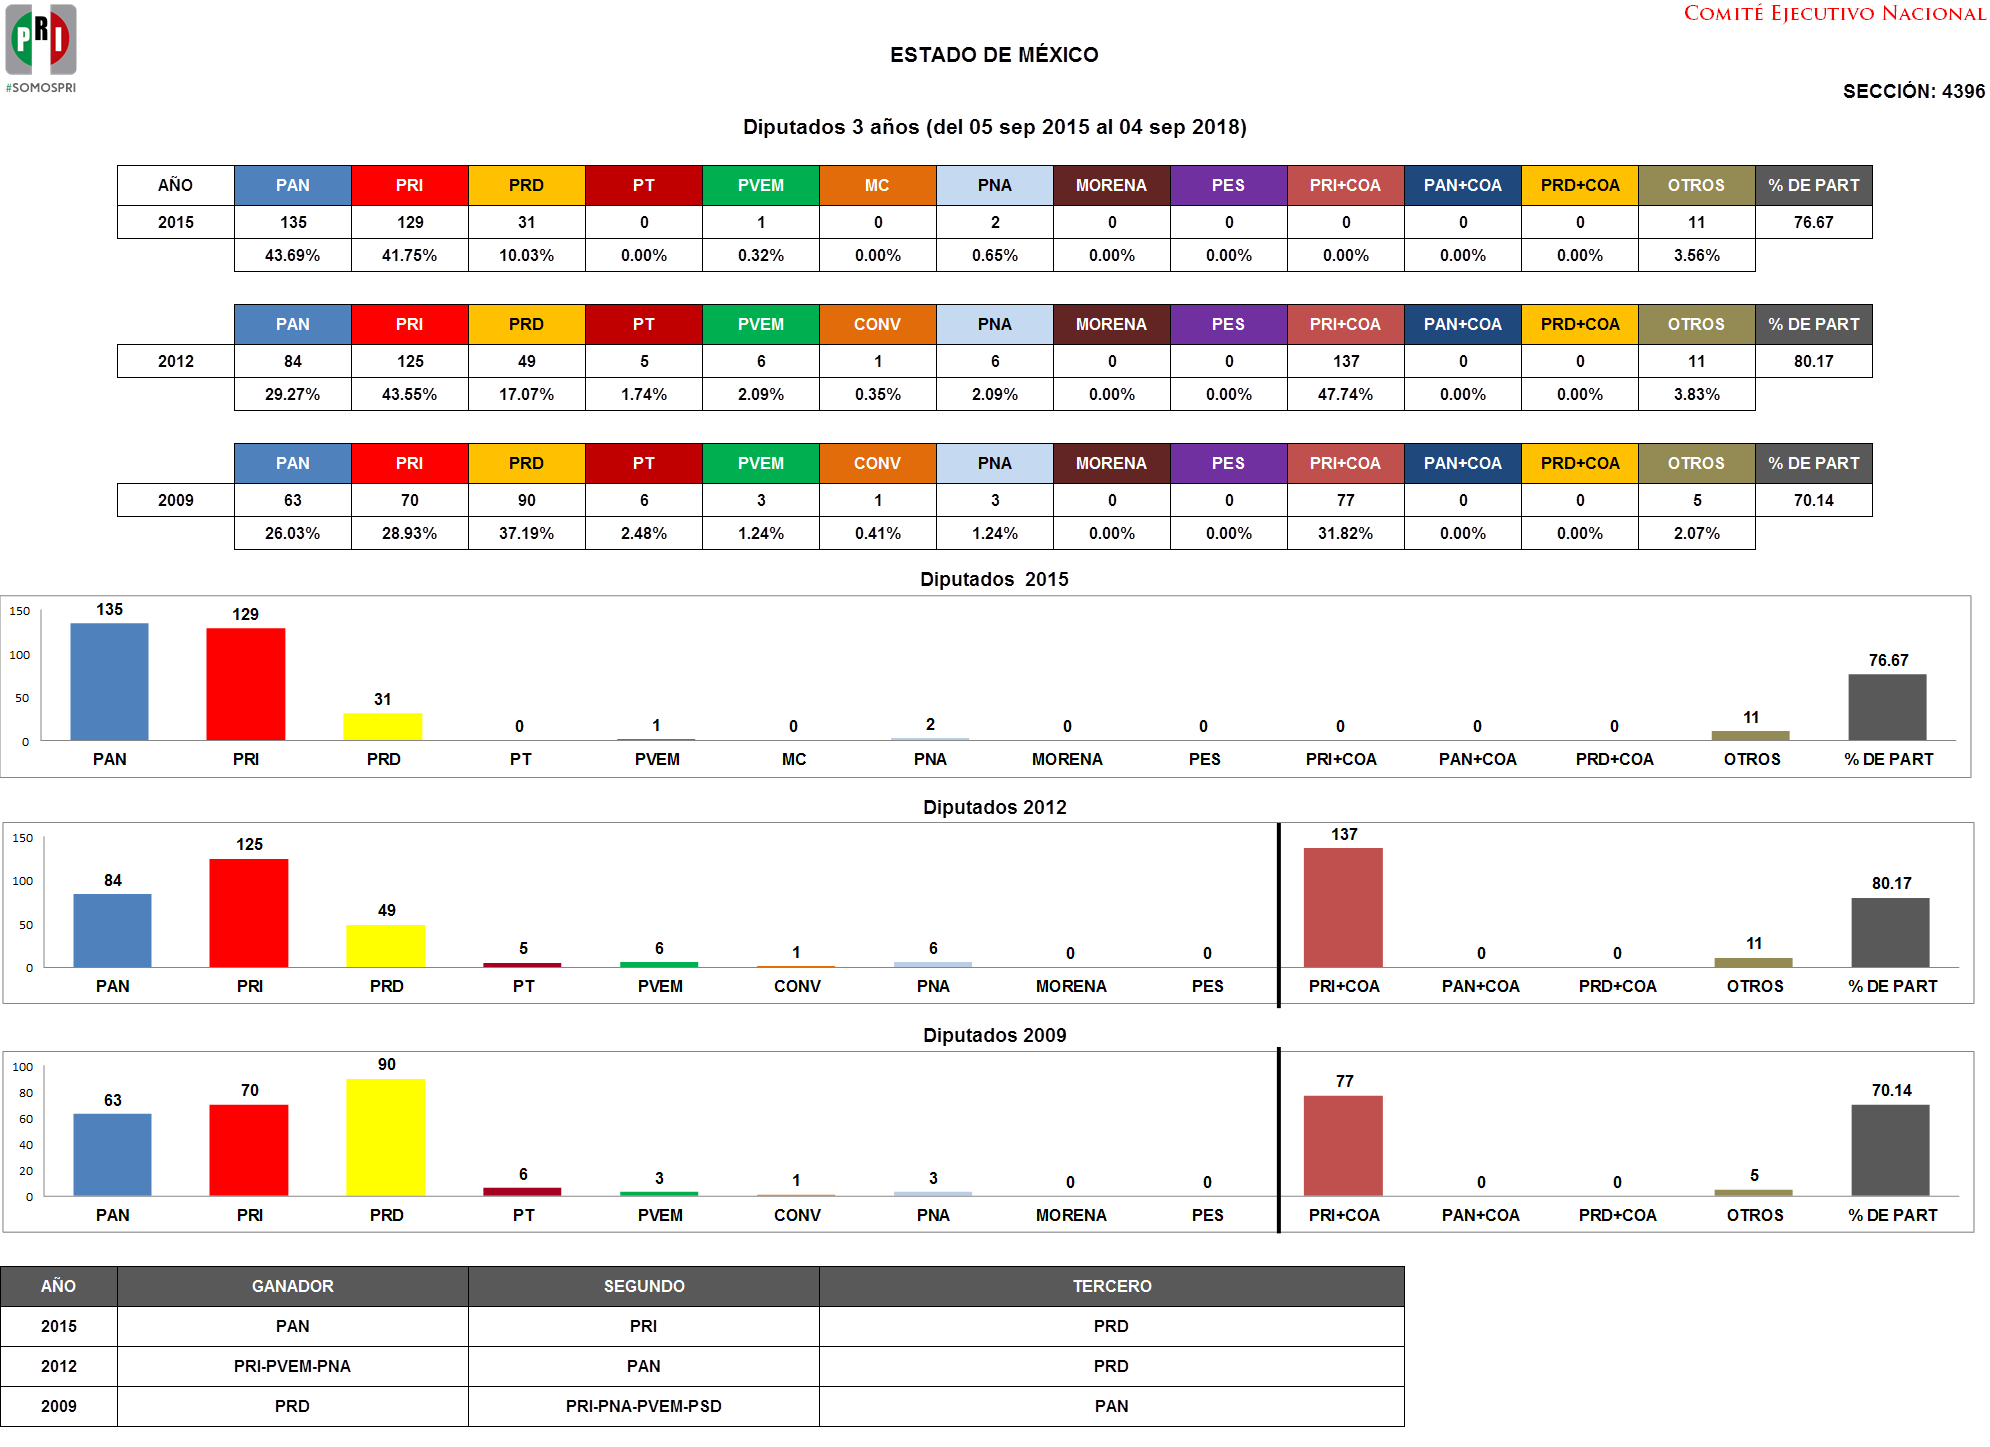 PRI
#SOMOSPRI
COMITÉ EJECUTIVO NACIONAL
ESTADO DE MÉXICO
SECCIÓN: 4396
Diputados 3 años (del 05 sep 2015 al 04 sep 2018)
AÑO PAN PRI PRD PT PVEM MC PNA MORENA PES PRI+COA PAN+COA PRD+COA OTROS % DE PART
2015 135 129 31 0 1 0 2 0 0 0 0 0 11 76.67
43.69% 41.75% 10.03% 0.00% 0.32% 0.00% 0.65% 0.00% 0.00% 0.00% 0.00% 0.00% 3.56%
PAN PRI PRD PT PVEM CONV PNA MORENA PES PRI+COA PAN+COA PRD+COA OTROS % DE PART
2012 84 125 49 5 6 1 6 0 0 137 0 0 11 80.17
29.27% 43.55% 17.07% 1.74% 2.09% 0.35% 2.09% 0.00% 0.00% 47.74% 0.00% 0.00% 3.83%
PAN PRI PRD PT PVEM CONV PNA MORENA PES PRI+COA PAN+COA PRD+COA OTROS % DE PART
2009 63 70 90 6 3 1 3 0 0 77 0 0 5 70.14
26.03% 28.93% 37.19% 2.48% 1.24% 0.41% 1.24% 0.00% 0.00% 31.82% 0.00% 0.00% 2.07%
Diputados 2015
150
100
50
0
135 129 31 0 1 0 2 0 0 0 0 0 11 76.67
PAN PRI PRD PT PVEM MC PNA MORENA PES PRI+COA PAN+COA PRD+COA OTROS % DE PART
Diputados 2012
150
100
50
0
84 125 49 5 6 1 6 0 0 137 0 0 11 80.17
PAN PRI PRD PT PVEM CONV PNA MORENA PES PRI+COA PAN+COA PRD+COA OTROS % DE PART
Diputados 2009
100
80
60
40
20
0
63 70 90 6 3 1 3 0 0 77 0 0 5 70.14
PAN PRI PRD PT PVEM CONV PNA MORENA PES PRI+COA PAN+COA PRD+COA OTROS % DE PART
AÑO GANADOR SEGUNDO TERCERO
2015 PAN PRI PRD
2012 PRI-PVEM-PNA PAN PRD
2009 PRD PRI-PNA-PVEM-PSD PAN